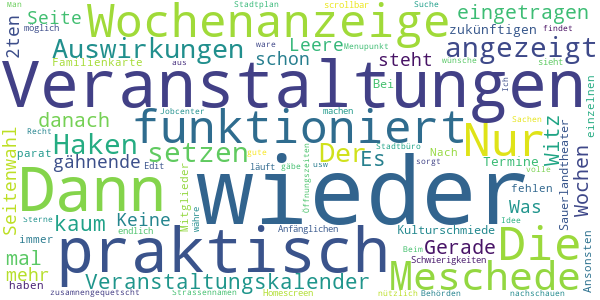 Man
Stadtplan
scrollbar
Suche
Seite
Wochenanzeige
eingetragen
möglich
2ten
Auswirkungen
Leere
ware
Menüpunkt
zukünftigen
findet
Familienkarte
aus
schon
steht
angezeigt
wünsche
sieht
Veranstaltungen
Bei
Ich
einzelnen
Jobcenter
machen
Sachen
danach
funktioniert
Nur
Witz
Recht
Haken
setzen
Der
Stadtbüro
Es
Nach
sorgt
Termine
parat
gähnende
Edit
gute
läuft
gäbe
usw
volle
Seitenwahl
Mitglieder
Öffnungszeiten
Sauerlandtheater
Wochen
Dann
wieder
fehlen
Sterne
währe
Keine
Was
Idee
kaum
Anfänglichen
Kulturschmiede
immer
endlich
praktisch
Gerade
Die
Beim
Ansonsten
mal
mehr
Schwierigkeiten
Meschede
haben
Veranstaltungskalender
zusammengequetscht
Strassennamen
Homescreen
nützlich
Behörden
nachschauen